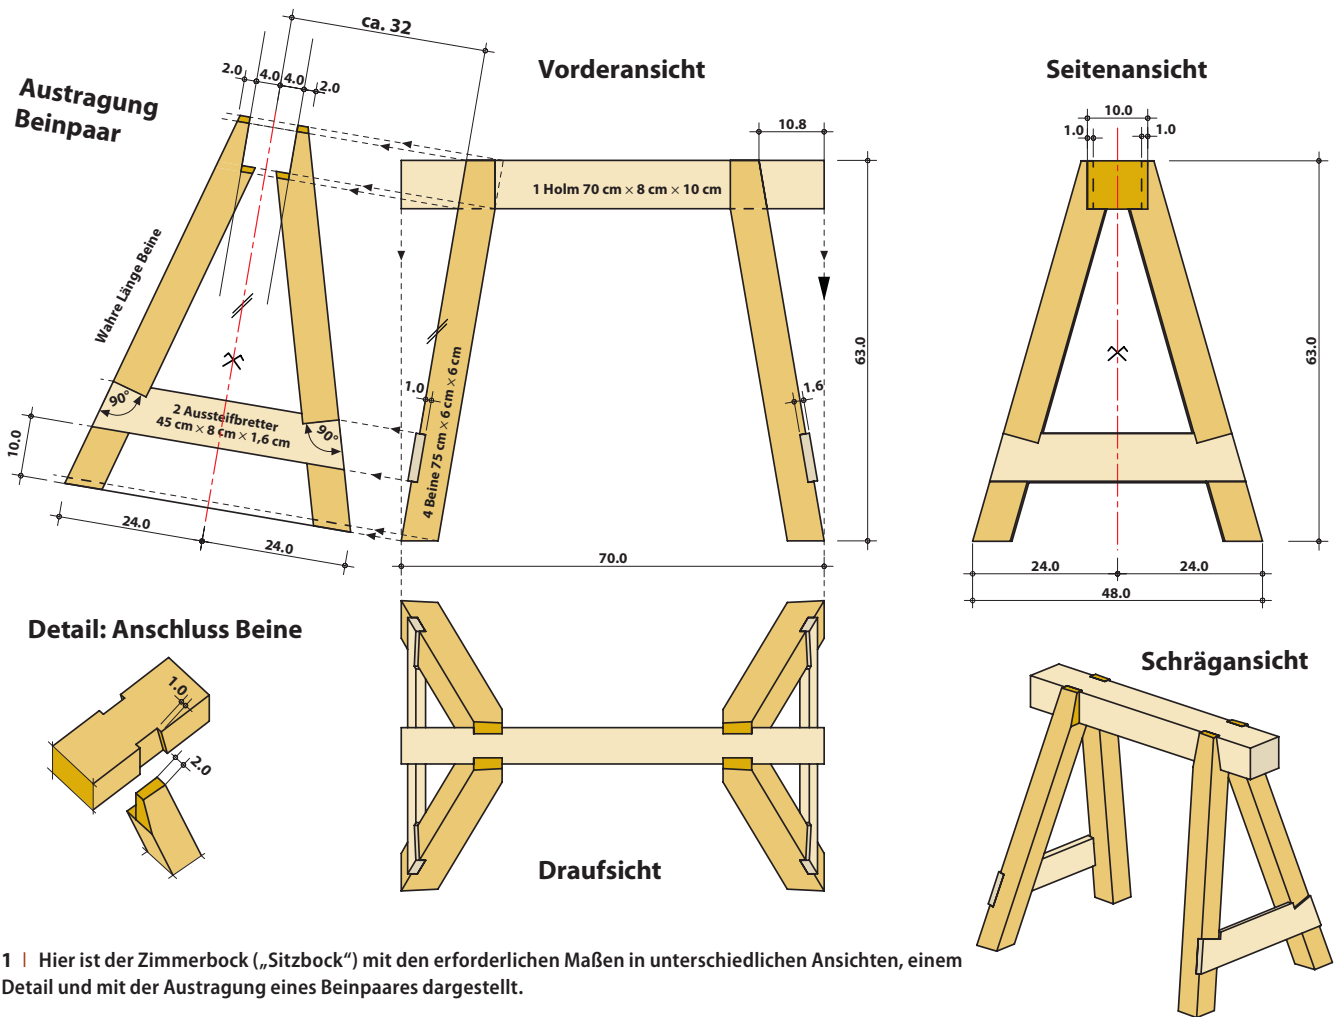 ca. 32
2.0
4.0
4.0
2.0
Austragung
Beinpaar
Wahre Länge Beine
90°
90°
2 Aussteifbretter
45 cm × 8 cm × 1,6 cm
10.0
24.0
24.0
Vorderansicht
10.8
1 Holm 70 cm × 8 cm × 10 cm
63.0
1.0
1.6
4 Beine 75 cm × 6 cm × 6 cm
70.0
Seitenansicht
10.0
1.0
1.0
63.0
24.0
24.0
48.0
Detail: Anschluss Beine
1.0
2.0
Draufsicht
Schrägansicht
1 | Hier ist der Zimmerbock („Sitzbock“) mit den erforderlichen Maßen in unterschiedlichen Ansichten, einem
Detail und mit der Austragung eines Beinpaares dargestellt.